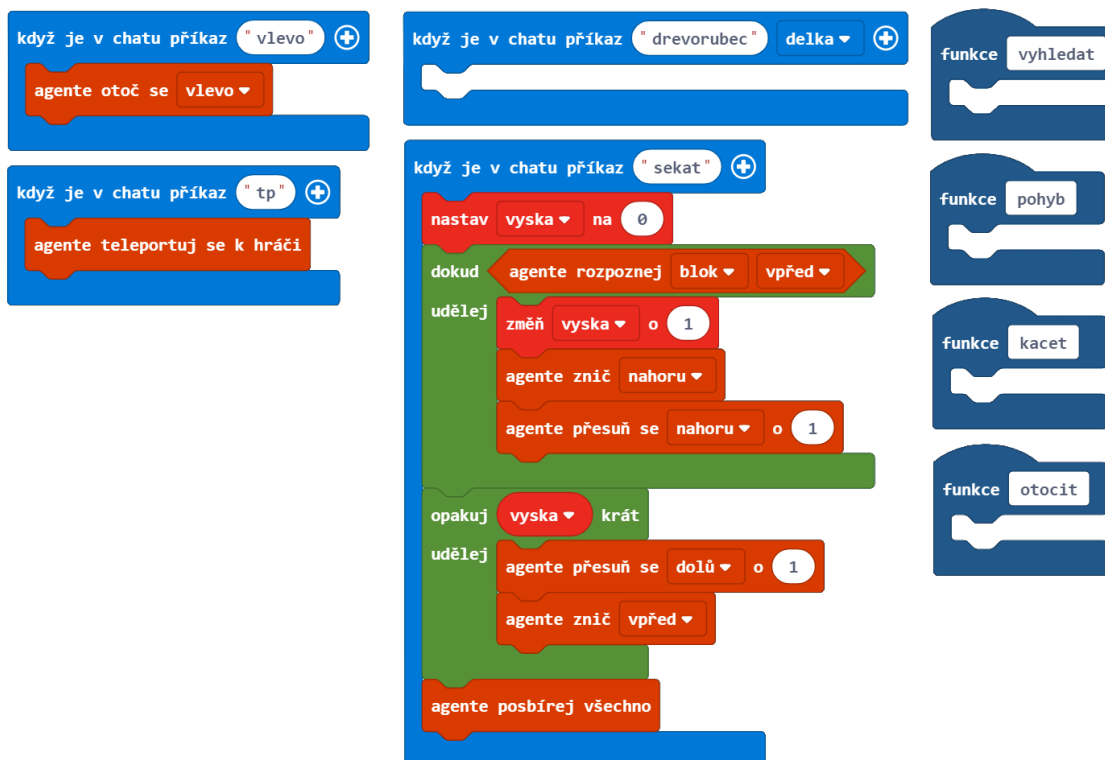 když je v chatu příkaz "vlevo"
agente otoč se vlevo
když je v chatu příkaz "tp"
agente teleportuj se k hráči
když je v chatu příkaz "drevorubec" delka
když je v chatu příkaz "sekat"
nastav vyska na 0
dokud agente rozpoznej blok vpřed
udělej
změň vyska o 1
agente znič nahoru
agente přesuň se nahoru o 1
opakuj vyska krát
udělej
agente přesuň se dolů o 1
agente znič vpřed
agente posbírej všechno
funkce vyhledat
funkce pohyb
funkce kacet
funkce otocit